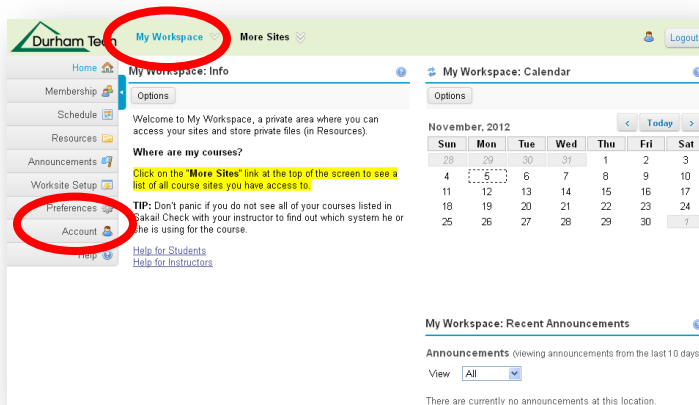 Durham Tech
My Workspace
More Sites
Logout
Home
Membership
Schedule
Resources
Announcements
Worksite Setup
Preferences
Account
Help
My Workspace: Info
Options
Welcome to My Workspace, a private area where you can
access your sites and store private files (in Resources).
Where are my courses?
Click on the "More Sites" link at the top of the screen to see a
list of all course sites you have access to.
TIP: Don't panic if you do not see all of your courses listed in
Sakai! Check with your instructor to find out which system he or
she is using for the course.
Help for Students
Help for Instructors
My Workspace: Calendar
Options
November, 2012
< Today >
Sun Mon Tue Wed Thu Fri Sat
28 29 30 31 1 2 3
4 5 6 7 8 9 10
11 12 13 14 15 16 17
18 19 20 21 22 23 24
25 26 27 28 29 30 1
My Workspace: Recent Announcements
Announcements (viewing announcements from the last 10 days
View All
There are currently no announcements at this location.